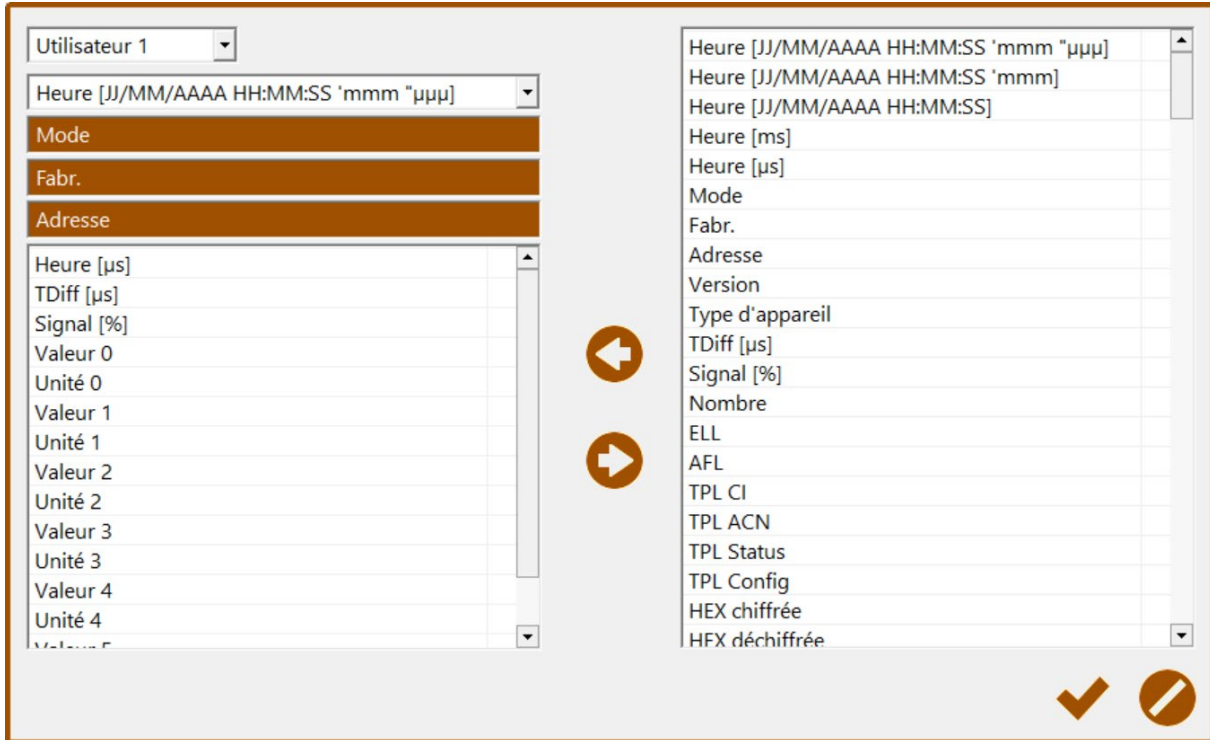 Utilisateur 1
Heure [JJ/MM/AAAA HH:MM:SS 'mmm "µµµ]
Mode
Fabr.
Adresse
Heure [µs]
TDiff [µs]
Signal [%]
Valeur 0
Unité 0
Valeur 1
Unité 1
Valeur 2
Unité 2
Valeur 3
Unité 3
Valeur 4
Unité 4
Valeur 5
Heure [JJ/MM/AAAA HH:MM:SS 'mmm "µµµ]
Heure [JJ/MM/AAAA HH:MM:SS 'mmm]
Heure [JJ/MM/AAAA HH:MM:SS]
Heure [ms]
Heure [µs]
Mode
Fabr.
Adresse
Version
Type d'appareil
TDiff [µs]
Signal [%]
Nombre
ELL
AFL
TPL CI
TPL ACN
TPL Status
TPL Config
HEX chiffrée
HEX déchiffrée